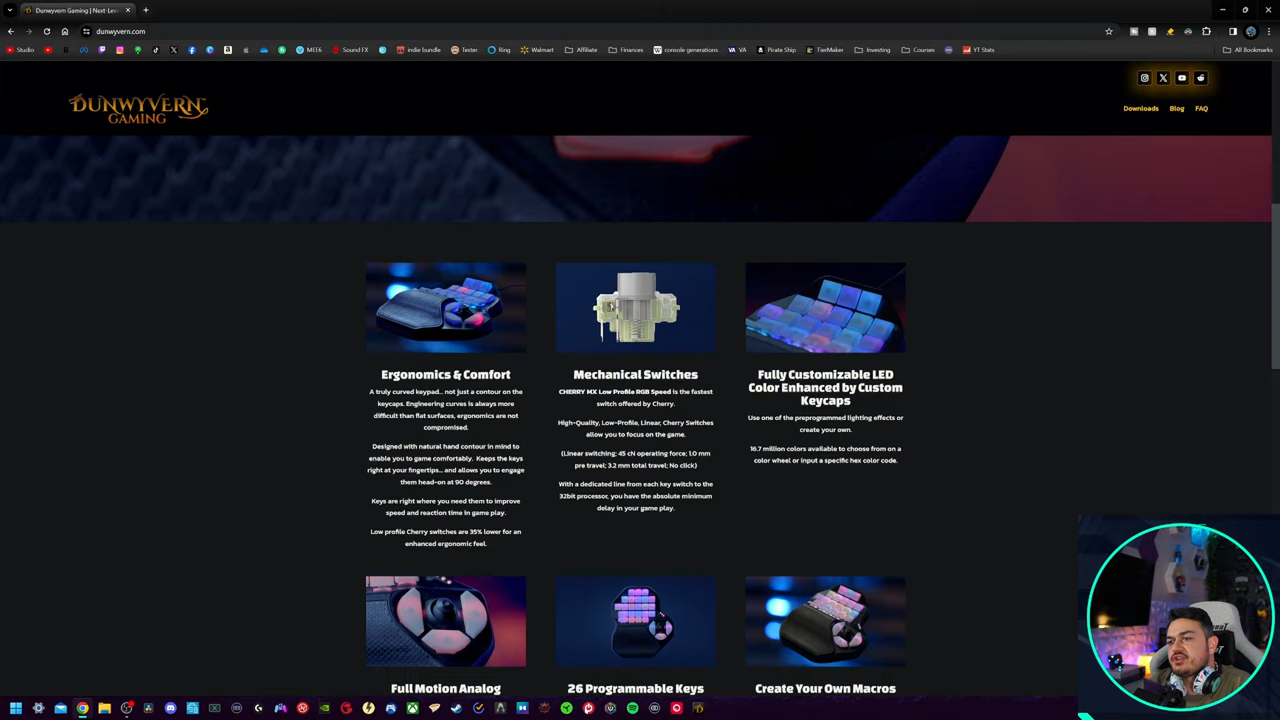 Dunwyvern Gaming | Next-Lev
dunwyvern.com
Studio
MEE6
Sound FX
indie bundle
Tester
Ring
Walmart
Affiliate
Finances
console generations
VA
Pirate Ship
TierMaker
Investing
Courses
YT Stats
All Bookmarks
DUNWYVERN
GAMING
Downloads
Blog
FAQ
Ergonomics & Comfort
A truly curved keypad... not just a contour on the
keycaps. Engineering curves is always more
difficult than flat surfaces, ergonomics are not
compromised.
Designed with natural hand contour in mind to
enable you to game comfortably. Keeps the keys
right at your fingertips... and allows you to engage
them head-on at 90 degrees.
Keys are right where you need them to improve
speed and reaction time in game play.
Low profile Cherry switches are 35% lower for an
enhanced ergonomic feel.
Mechanical Switches
CHERRY MX Low Profile RGB Speed is the fastest
switch offered by Cherry.
High-Quality, Low-Profile, Linear, Cherry Switches
allow you to focus on the game.
(Linear switching; 45 cN operating force; 1.0 mm
pre travel; 3.2 mm total travel; No click)
With a dedicated line from each key switch to the
32bit processor, you have the absolute minimum
delay in your game play.
Fully Customizable LED
Color Enhanced by Custom
Keycaps
Use one of the preprogrammed lighting effects or
create your own.
16.7 million colors available to choose from on a
color wheel or input a specific hex color code.
Full Motion Analog
26 Programmable Keys
Create Your Own Macros